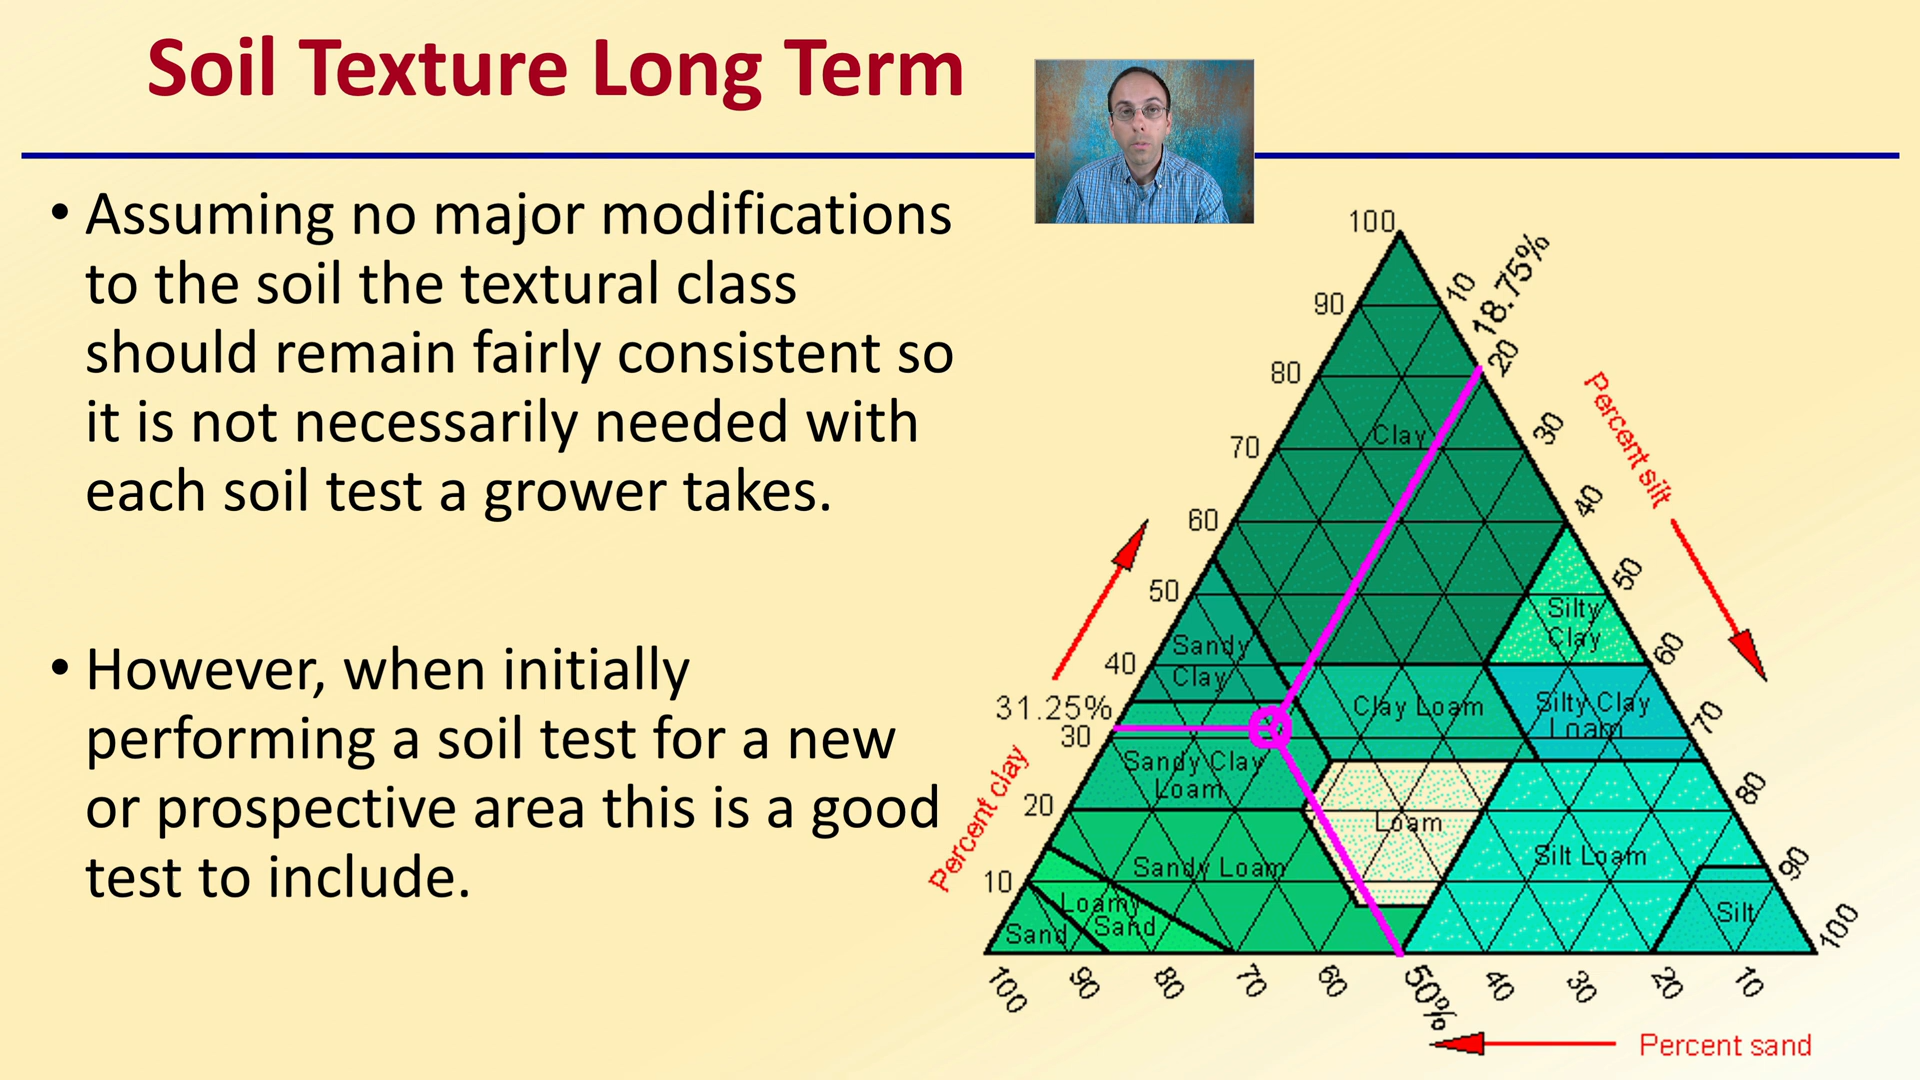 Soil Texture Long Term
• Assuming no major modifications
to the soil the textural class
should remain fairly consistent so
it is not necessarily needed with
each soil test a grower takes.
• However, when initially
performing a soil test for a new
or prospective area this is a good
test to include.
100
90
80
70
60
50
40
31.25%
30
20
10
Percent clay
10
18.75%
20
30
40
50
60
70
80
90
100
Percent silt
Clay
Silty
Clay
Sandy
Clay
Clay Loam
Silty Clay
Loam
Sandy Clay
Loam
Loam
Silt Loam
Sandy Loam
Loamy
Sand
Sand
Silt
100
90
80
70
60
50%
40
30
20
10
Percent sand